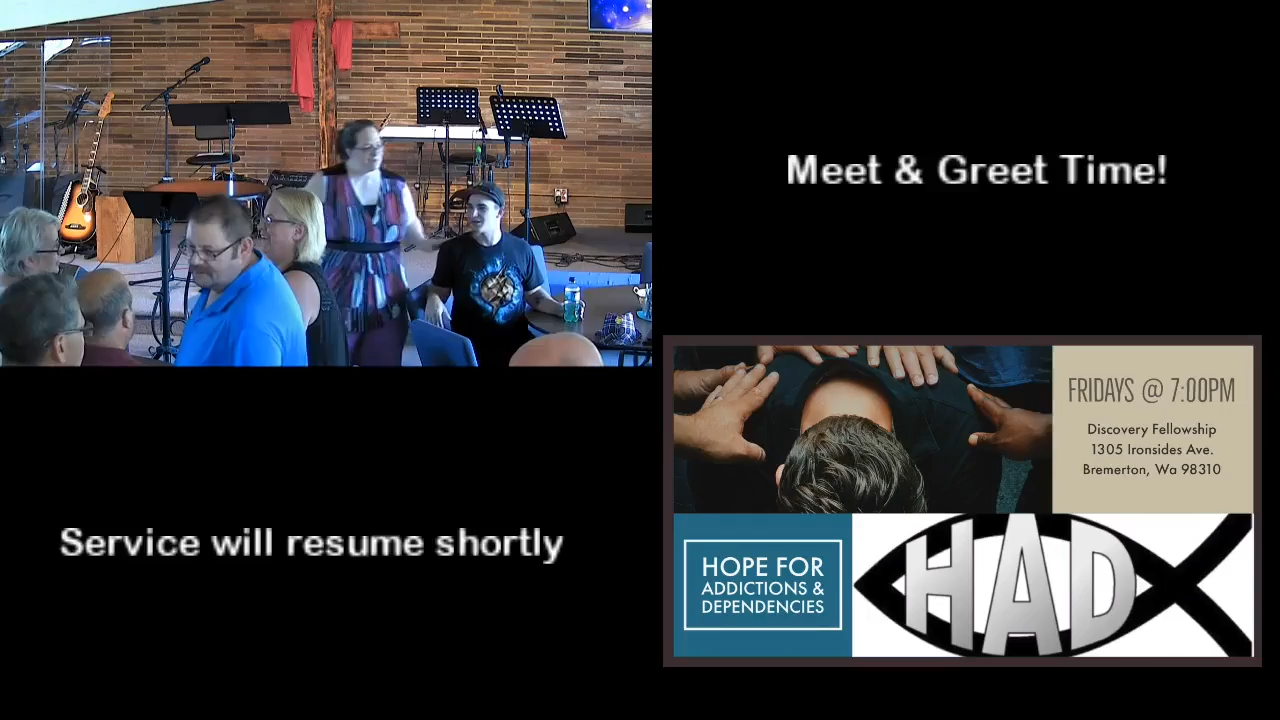 Meet & Greet Time!
Service will resume shortly
FRIDAYS @ 7:00PM
Discovery Fellowship
1305 Ironsides Ave.
Bremerton, Wa 98310
HOPE FOR
ADDICTIONS &
DEPENDENCIES
HAD